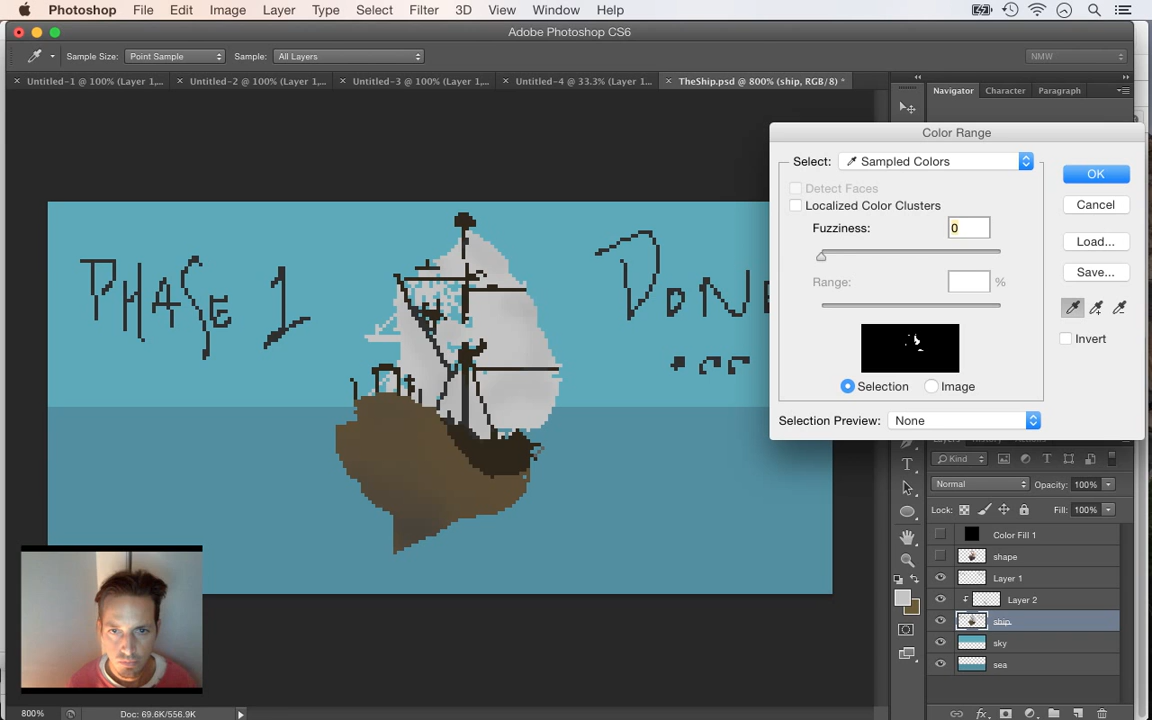 Photoshop File Edit Image Layer Type Select Filter 3D View Window Help
Adobe Photoshop CS6
Sample Size: Point Sample Sample: All Layers NMW
Untitled-1 @ 100% (Layer 1,... Untitled-2 @ 100% (Layer 1,... Untitled-3 @ 100% (Layer 1,... Untitled-4 @ 33.3% (Layer 1... TheShip.psd @ 800% (ship, RGB/8) *
Navigator Character Paragraph
Color Range
Select: Sampled Colors
OK
Detect Faces
Localized Color Clusters
Cancel
Fuzziness: 0
Load...
Range: %
Save...
Invert
Selection Image
Selection Preview: None
PHASE 1 DONE
Kind
Normal Opacity: 100%
Lock: Fill: 100%
Color Fill 1
shape
Layer 1
Layer 2
ship
sky
sea
800% Doc: 69.6K/556.9K